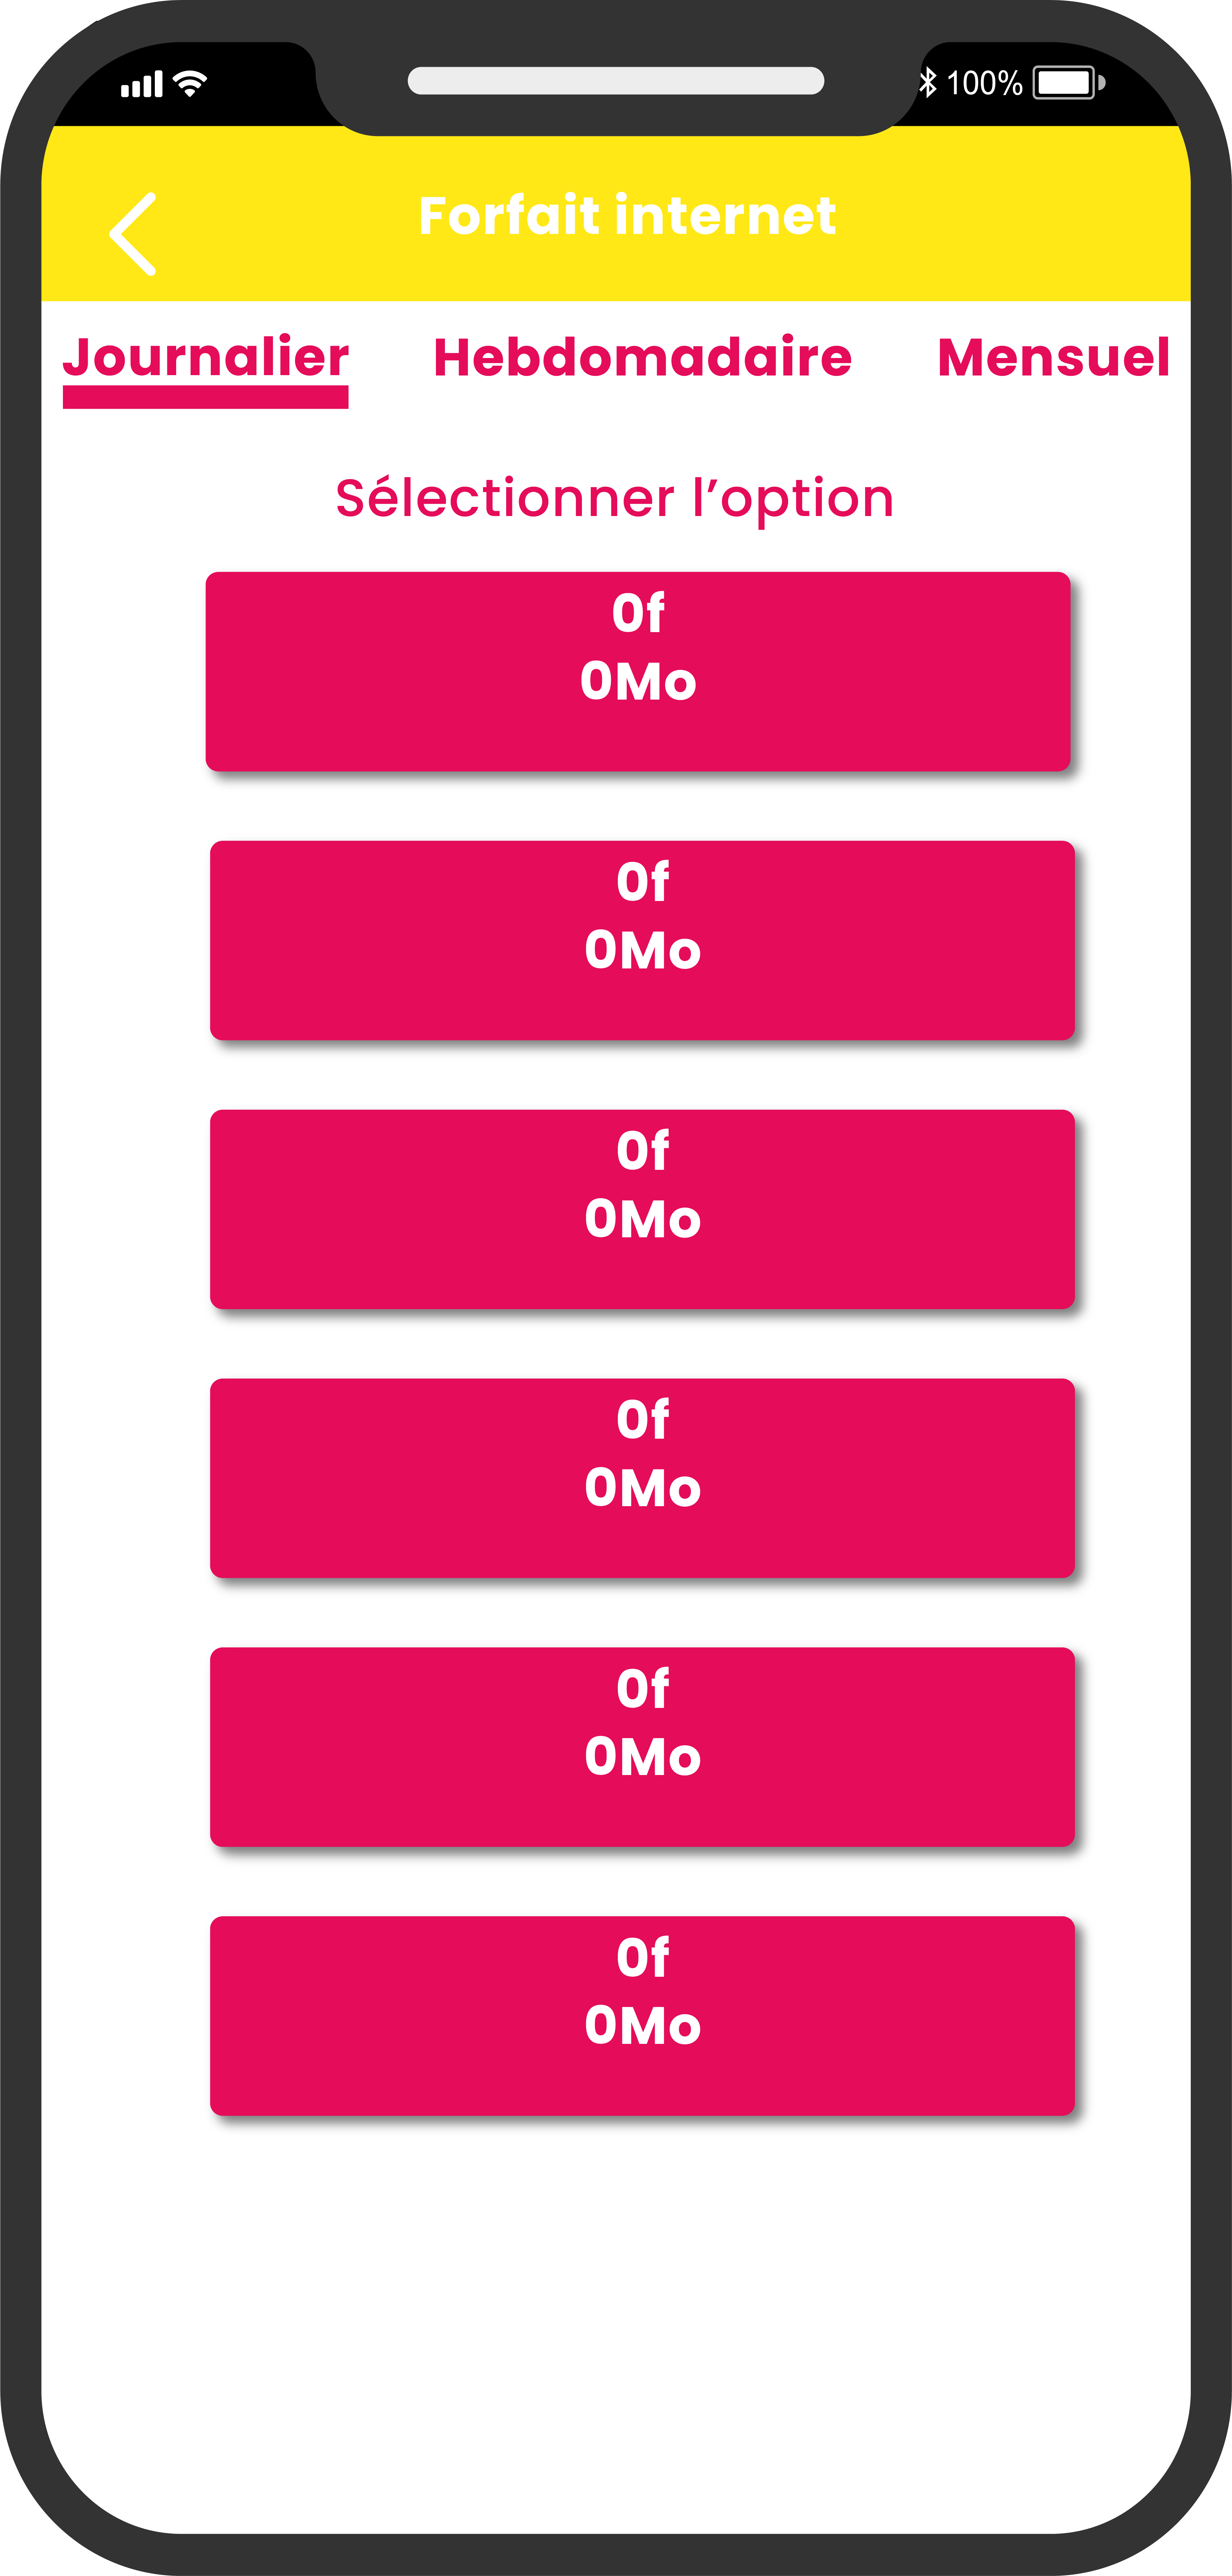 100%
Forfait internet
Journalier Hebdomadaire Mensuel
Sélectionner l’option
0f
0Mo
0f
0Mo
0f
0Mo
0f
0Mo
0f
0Mo
0f
0Mo